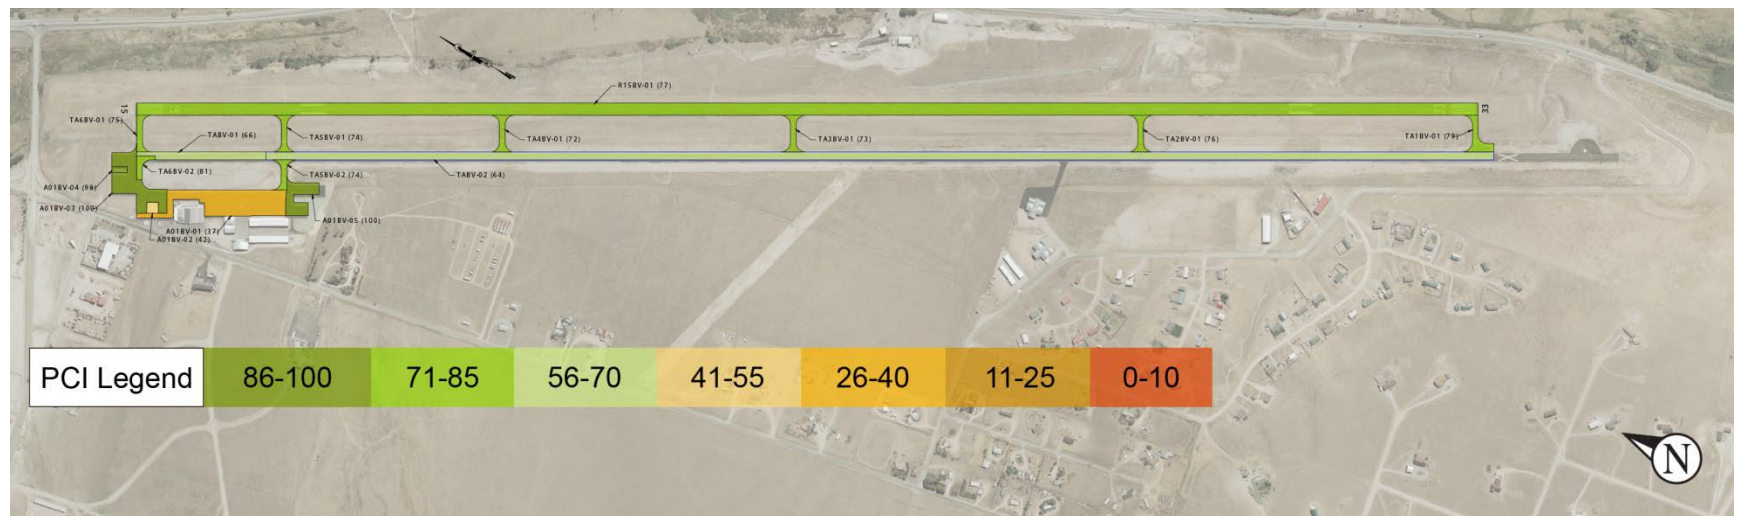 R15BV-01 (77)
15
33
TA6BV-01 (75)
TABV-01 (66)
TA5BV-01 (74)
TA4BV-01 (72)
TA3BV-01 (73)
TA2BV-01 (76)
TA1BV-01 (79)
TA6BV-02 (81)
TA5BV-02 (74)
TABV-02 (64)
A01BV-04 (98)
A01BV-03 (100)
A01BV-05 (100)
A01BV-01 (37)
A01BV-02 (42)
PCI Legend 86-100 71-85 56-70 41-55 26-40 11-25 0-10
N